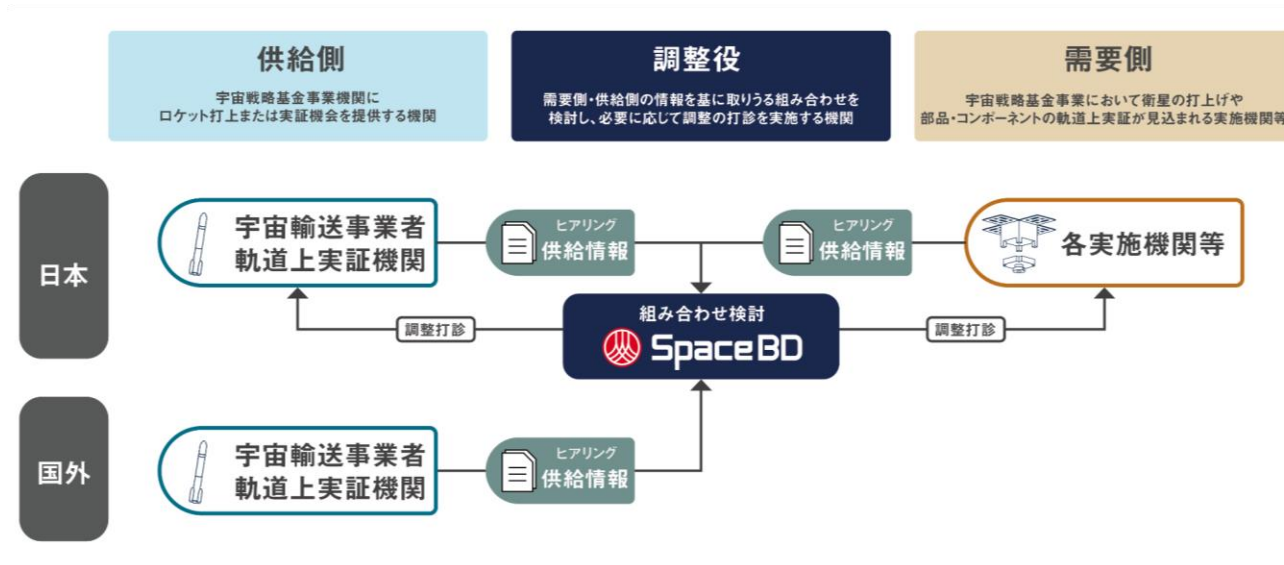 供給側
宇宙戦略基金事業機関に
ロケット打上または実証機会を提供する機関
調整役
需要側・供給側の情報を基に取りうる組み合わせを
検討し、必要に応じて調整の打診を実施する機関
需要側
宇宙戦略基金事業において衛星の打上げや
部品・コンポーネントの軌道上実証が見込まれる実施機関等
日本
宇宙輸送事業者
軌道上実証機関
ヒアリング
供給情報
ヒアリング
供給情報
各実施機関等
調整打診
組み合わせ検討
SpaceBD
調整打診
国外
宇宙輸送事業者
軌道上実証機関
ヒアリング
供給情報